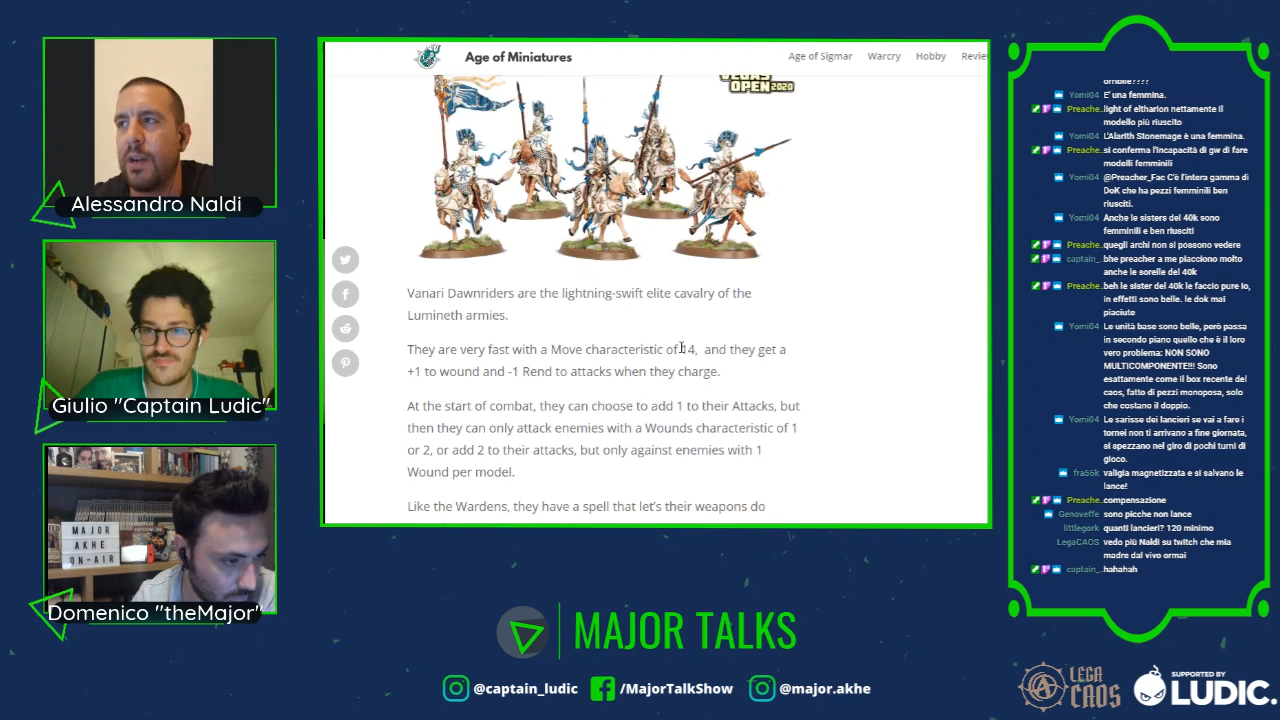 Alessandro Naldi
Giulio "Captain Ludic"
MAJOR
AKHE
ON-AIR
Domenico "theMajor"
Age of Miniatures
Age of Sigmar
Warcry
Hobby
Revie
VEGAS
OPEN 2020
Vanari Dawnriders are the lightning-swift elite cavalry of the
Lumineth armies.
They are very fast with a Move characteristic of 14, and they get a
+1 to wound and -1 Rend to attacks when they charge.
At the start of combat, they can choose to add 1 to their Attacks, but
then they can only attack enemies with a Wounds characteristic of 1
or 2, or add 2 to their attacks, but only against enemies with 1
Wound per model.
Like the Wardens, they have a spell that let's their weapons do
MAJOR TALKS
@captain_ludic
/MajorTalkShow
@major.akhe
orribile????
Yomi04 E' una femmina.
Preache.. light of eltharion nettamente il
modello più riuscito
Yomi04 L'Alarith Stonemage è una femmina.
Preache.. si conferma l'incapacità di gw di fare
modelli femminili
Yomi04 @Preacher_Fac C'è l'intera gamma di
DoK che ha pezzi femminili ben
riusciti.
Yomi04 Anche le sisters del 40k sono
femminili e ben riusciti
Preache.. quegli archi non si possono vedere
captain_.. bhe preacher a me piacciono molto
anche le sorelle del 40k
Preache.. beh le sister del 40k le faccio pure io,
in effetti sono belle. le dok mai
piaciute
Yomi04 Le unità base sono belle, però passa
in secondo piano quello che è il loro
vero problema: NON SONO
MULTICOMPONENTE!!! Sono
esattamente come il box recente del
caos, fatto di pezzi monoposa, solo
che costano il doppio.
Yomi04 Le sarisse dei lancieri se vai a fare i
tornei non ti arrivano a fine giornata,
si spezzano nel giro di pochi turni di
gioco.
fra56k valigia magnetizzata e si salvano le
lance!
Preache.. compensazione
Genoveffe sono picche non lance
littlegork quanti lancieri? 120 minimo
LegaCAOS vedo più Naldi su twitch che mia
madre dal vivo ormai
captain_.. hahahah
LEGA
CAOS
SUPPORTED BY
LUDIC.